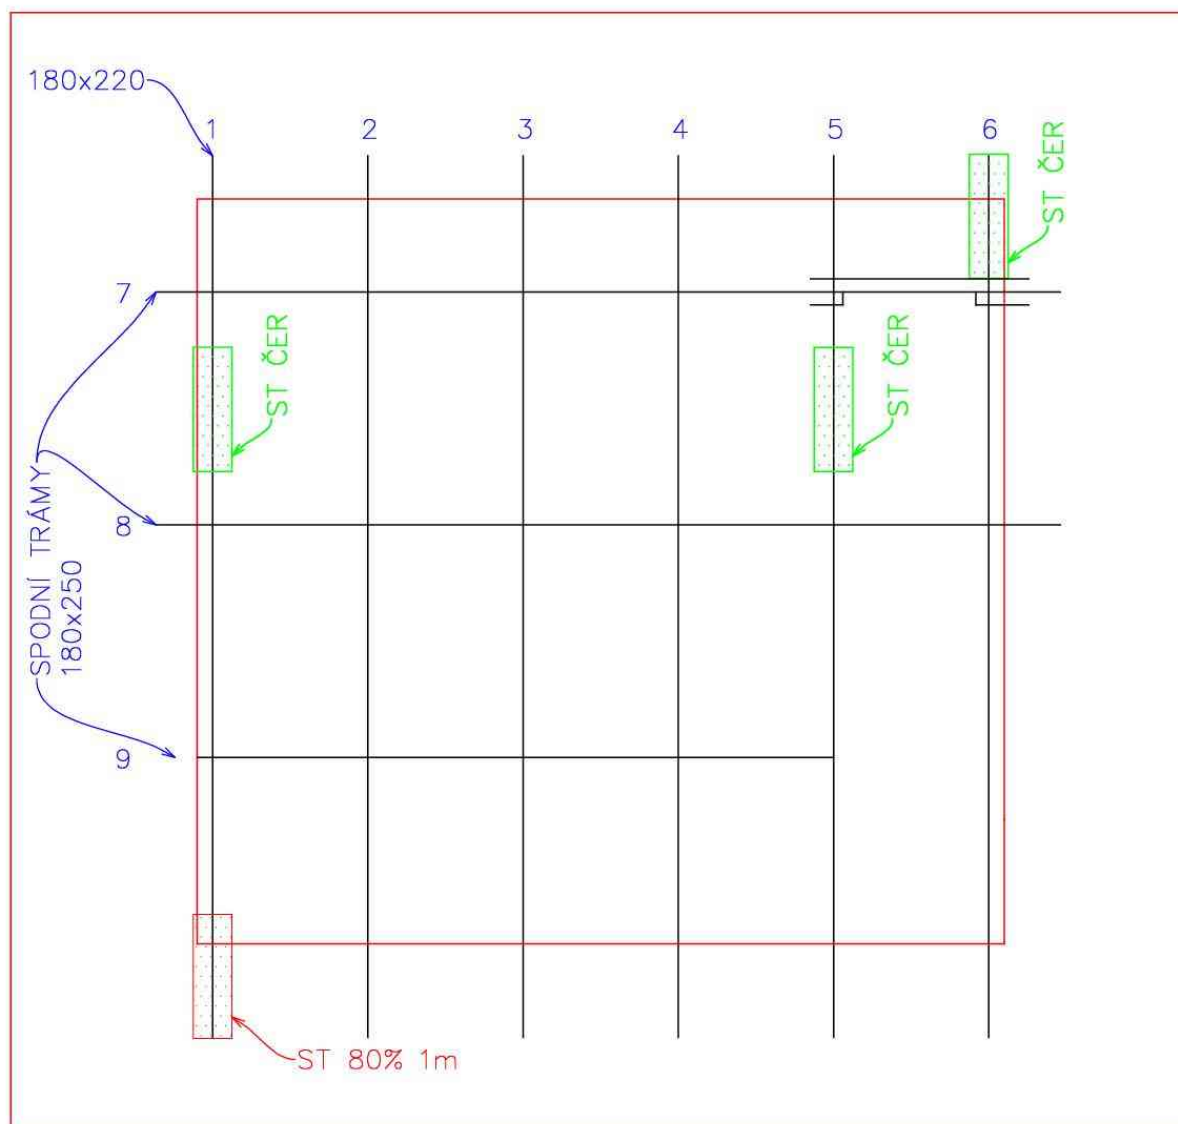 180x220
1 2 3 4 5 6
ST ČER
7
ST ČER
ST ČER
8
SPODNÍ TRÁMY
180x250
9
ST 80% 1m